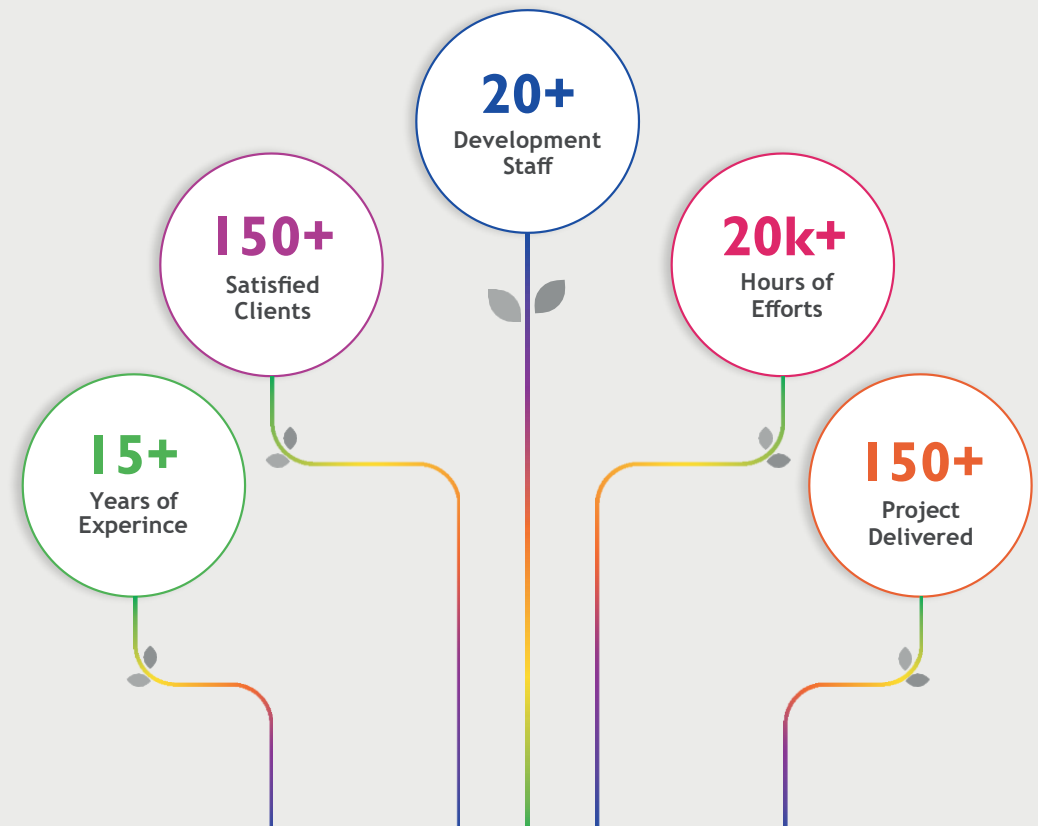 20+
Development
Staff
150+
Satisfied
Clients
20k+
Hours of
Efforts
15+
Years of
Experince
150+
Project
Delivered